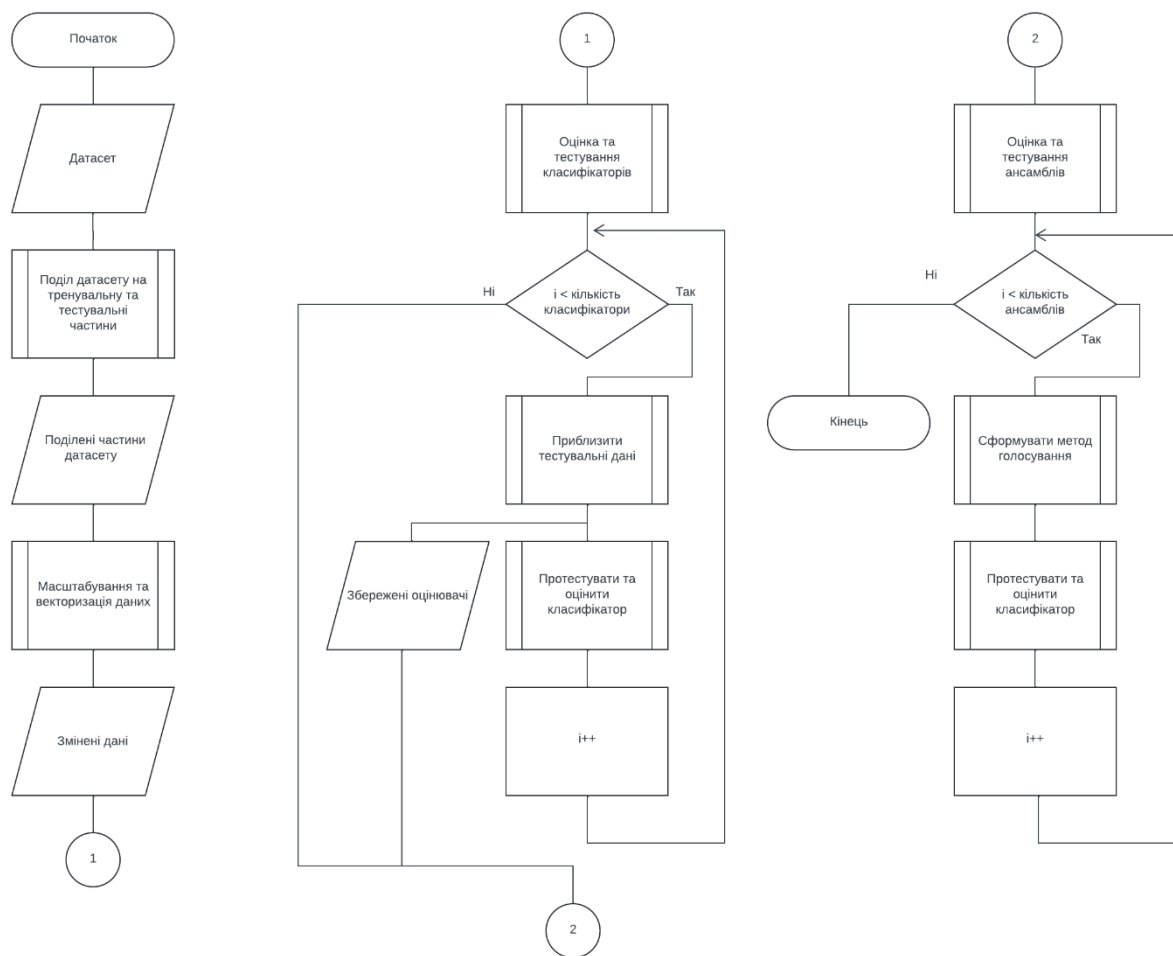 Початок
Датасет
Поділ датасету на
тренувальну та
тестувальні
частини
Поділені частини
датасету
Масштабування та
векторизація даних
Змінені дані
1
1
Оцінка та
тестування
класифікаторів
i < кількість
класифікатори
Ні
Так
Приблизити
тестувальні дані
Збережені оцінювачі
Протестувати та
оцінити
класифікатор
i++
2
2
Оцінка та
тестування
ансамблів
i < кількість
ансамблів
Ні
Так
Кінець
Сформувати метод
голосування
Протестувати та
оцінити
класифікатор
i++